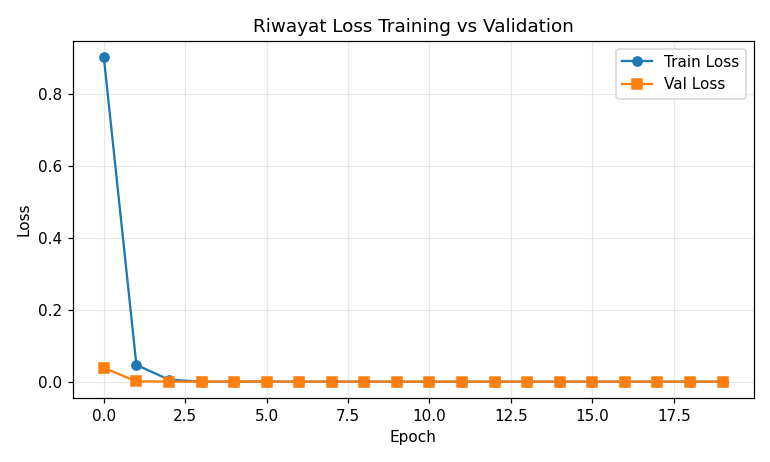 Riwayat Loss Training vs Validation
Train Loss
Val Loss
0.8
0.6
0.4
0.2
0.0
Loss
0.0 2.5 5.0 7.5 10.0 12.5 15.0 17.5
Epoch